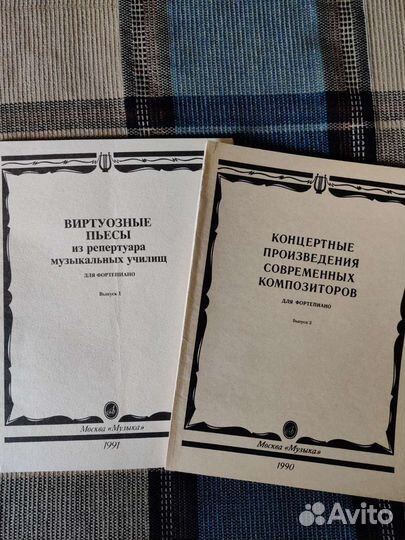 ВИРТУОЗНЫЕ
ПЬЕСЫ
из репертуара
музыкальных училищ
ДЛЯ ФОРТЕПИАНО
Выпуск 1
Москва «Музыка»
1991
КОНЦЕРТНЫЕ
ПРОИЗВЕДЕНИЯ
СОВРЕМЕННЫХ
КОМПОЗИТОРОВ
ДЛЯ ФОРТЕПИАНО
Выпуск 2
Москва «Музыка»
1990
Avito